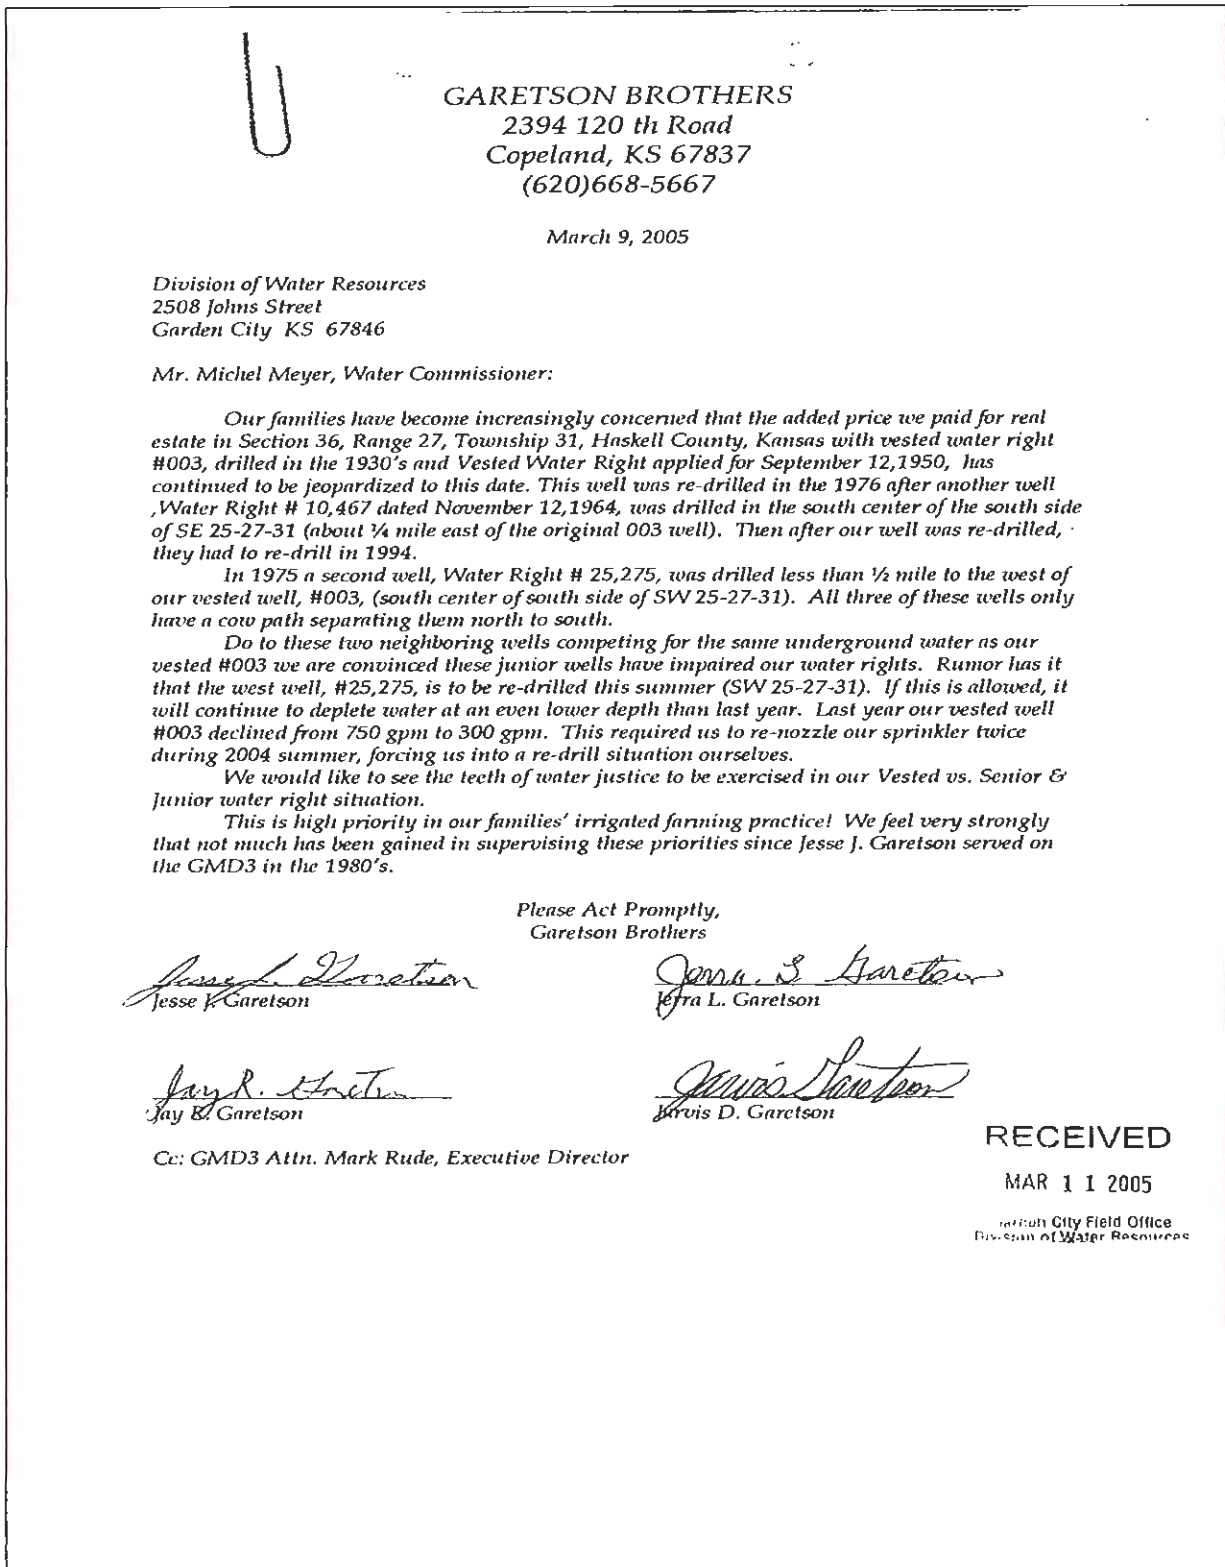 GARETSON BROTHERS
2394 120 th Road
Copeland, KS 67837
(620)668-5667
March 9, 2005
Division of Water Resources
2508 Johns Street
Garden City KS 67846
Mr. Michel Meyer, Water Commissioner:
Our families have become increasingly concerned that the added price we paid for real
estate in Section 36, Range 27, Township 31, Haskell County, Kansas with vested water right
#003, drilled in the 1930's and Vested Water Right applied for September 12,1950, has
continued to be jeopardized to this date. This well was re-drilled in the 1976 after another well
,Water Right # 10,467 dated November 12,1964, was drilled in the south center of the south side
of SE 25-27-31 (about ¼ mile east of the original 003 well). Then after our well was re-drilled,
they had to re-drill in 1994.
In 1975 a second well, Water Right # 25,275, was drilled less than ½ mile to the west of
our vested well, #003, (south center of south side of SW 25-27-31). All three of these wells only
have a cow path separating them north to south.
Do to these two neighboring wells competing for the same underground water as our
vested #003 we are convinced these junior wells have impaired our water rights. Rumor has it
that the west well, #25,275, is to be re-drilled this summer (SW 25-27-31). If this is allowed, it
will continue to deplete water at an even lower depth than last year. Last year our vested well
#003 declined from 750 gpm to 300 gpm. This required us to re-nozzle our sprinkler twice
during 2004 summer, forcing us into a re-drill situation ourselves.
We would like to see the teeth of water justice to be exercised in our Vested vs. Senior &
Junior water right situation.
This is high priority in our families' irrigated farming practice! We feel very strongly
that not much has been gained in supervising these priorities since Jesse J. Garetson served on
the GMD3 in the 1980's.
Please Act Promptly,
Garetson Brothers
Jesse J. Garetson Jerra L. Garetson
Jesse J. Garetson Jerra L. Garetson
Jay R. Garetson Jarvis Garetson
Jay R. Garetson Jarvis D. Garetson
Cc: GMD3 Attn. Mark Rude, Executive Director
RECEIVED
MAR 11 2005
City Field Office
Division of Water Resources